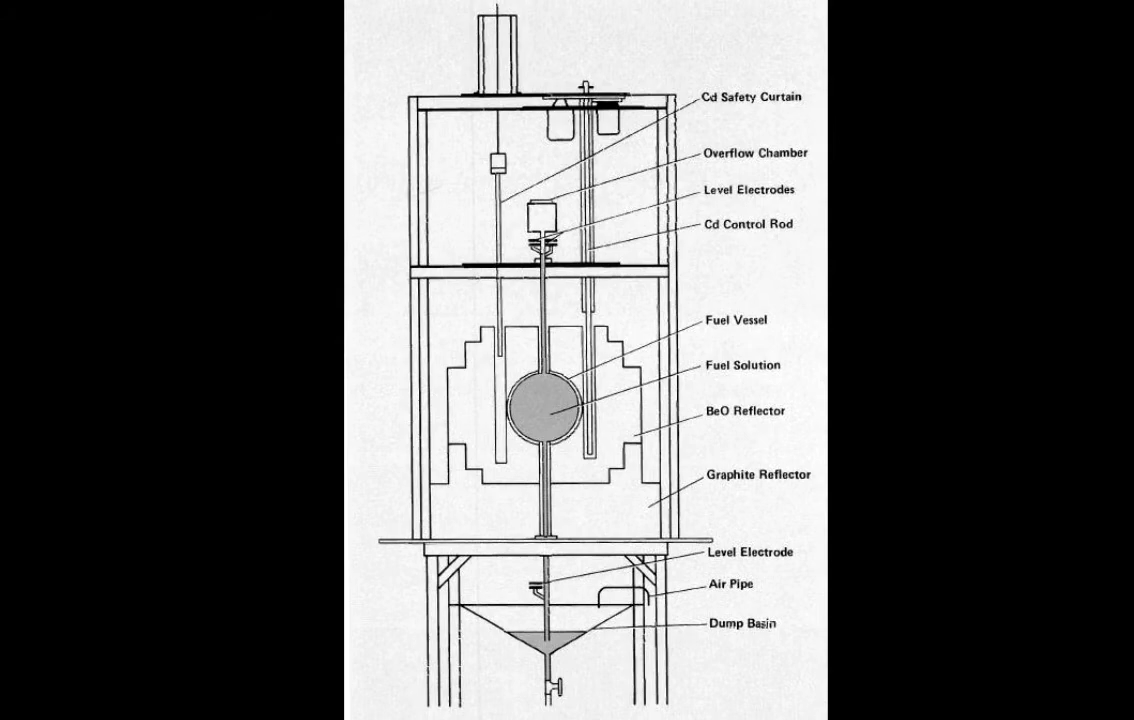 Cd Safety Curtain
Overflow Chamber
Level Electrodes
Cd Control Rod
Fuel Vessel
Fuel Solution
BeO Reflector
Graphite Reflector
Level Electrode
Air Pipe
Dump Basin